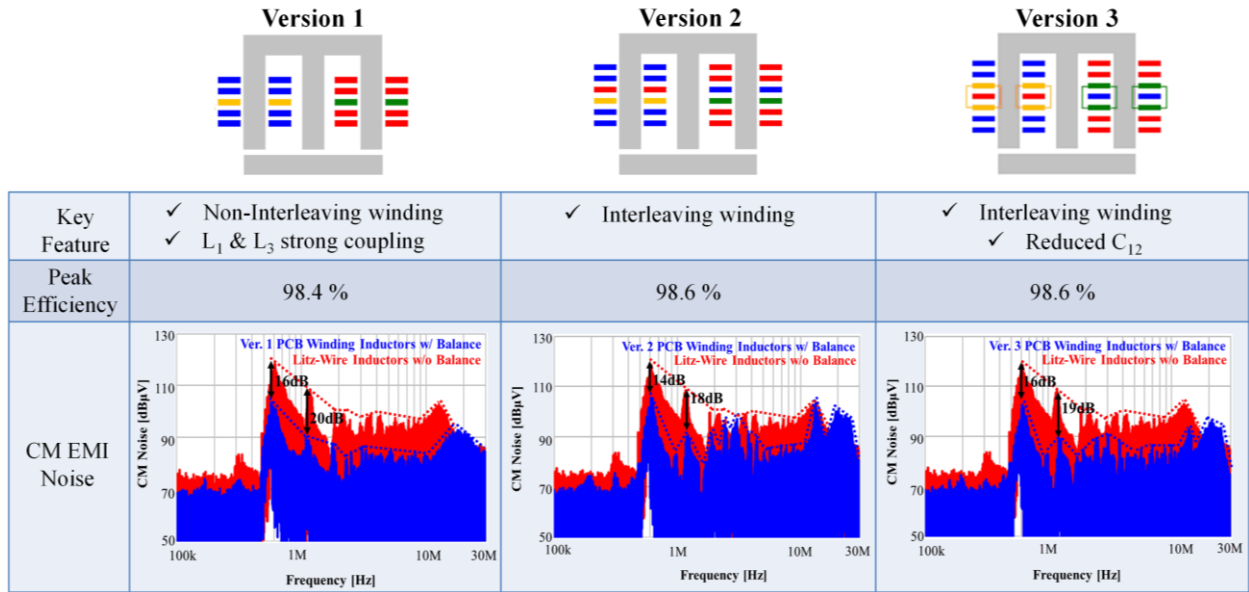 Version 1
Version 2
Version 3
Key
Feature
✓ Non-Interleaving winding
✓ L₁ & L₃ strong coupling
✓ Interleaving winding
✓ Interleaving winding
✓ Reduced C₁₂
Peak
Efficiency
98.4 %
98.6 %
98.6 %
CM EMI
Noise
130
110
90
70
50
CM Noise [dBμV]
Ver. 1 PCB Winding Inductors w/ Balance
Litz-Wire Inductors w/o Balance
16dB
20dB
100k
1M
10M
30M
Frequency [Hz]
130
110
90
70
50
CM Noise [dBμV]
Ver. 2 PCB Winding Inductors w/ Balance
Litz-Wire Inductors w/o Balance
14dB
18dB
100k
1M
10M
30M
Frequency [Hz]
130
110
90
70
50
CM Noise [dBμV]
Ver. 3 PCB Winding Inductors w/ Balance
Litz-Wire Inductors w/o Balance
16dB
19dB
100k
1M
10M
30M
Frequency [Hz]